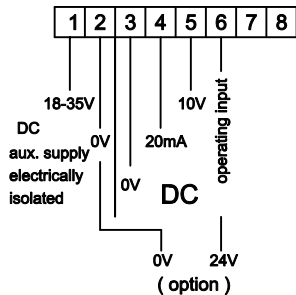 1 2 3 4 5 6 7 8
18-35V
10V
DC
0V
20mA
aux. supply
electrically
isolated
0V
DC
operating input
0V
24V
( option )